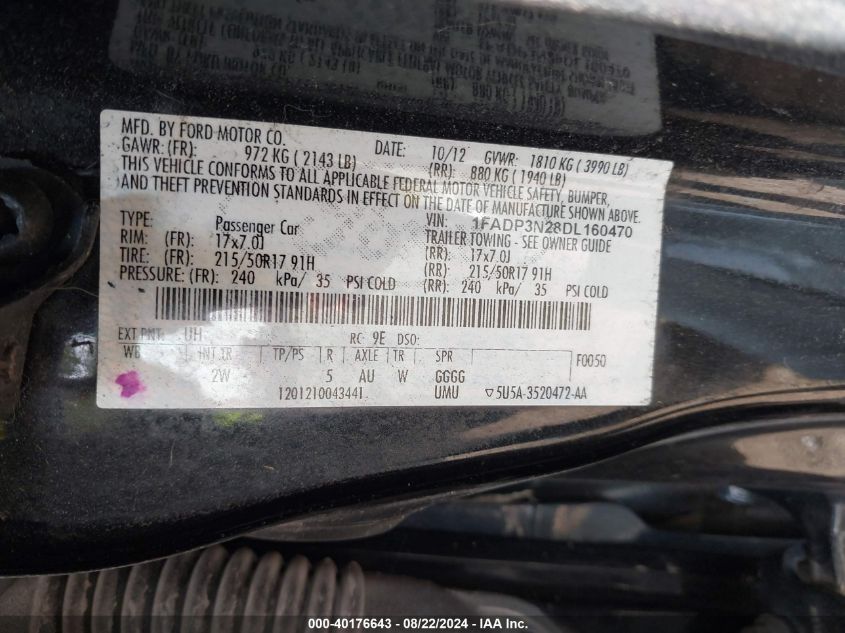 MFD. BY FORD MOTOR CO. DATE: 10/12 GVWR: 1810 KG (3990 LB)
GAWR: (FR): 972 KG (2143 LB) (RR): 880 KG (1940 LB)
THIS VEHICLE CONFORMS TO ALL APPLICABLE FEDERAL MOTOR VEHICLE SAFETY, BUMPER,
AND THEFT PREVENTION STANDARDS IN EFFECT ON THE DATE OF MANUFACTURE SHOWN ABOVE.
TYPE: Passenger Car VIN: 1FADP3N28DL160470
RIM: (FR): 17x7.0J TRAILER TOWING - SEE OWNER GUIDE
(RR): 17x7.0J
TIRE: (FR): 215/50R17 91H (RR): 215/50R17 91H
PRESSURE: (FR): 240 kPa/ 35 PSI COLD (RR): 240 kPa/ 35 PSI COLD
EXT PNT: UH RC: 9E DSO:
WB INT TR TP/PS R AXLE TR SPR F0050
2W 5 AU W GGGG
1201210043441 UMU 5U5A-3520472-AA
000-40176643 - 08/22/2024 - WWW.IAAI.COM